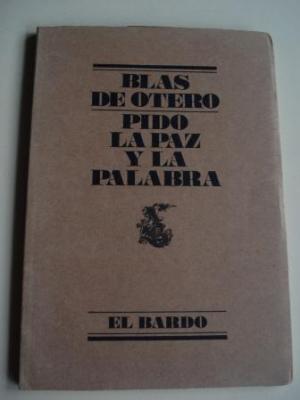 BLAS
DE OTERO
PIDO
LA PAZ
Y LA
PALABRA
EL BARDO